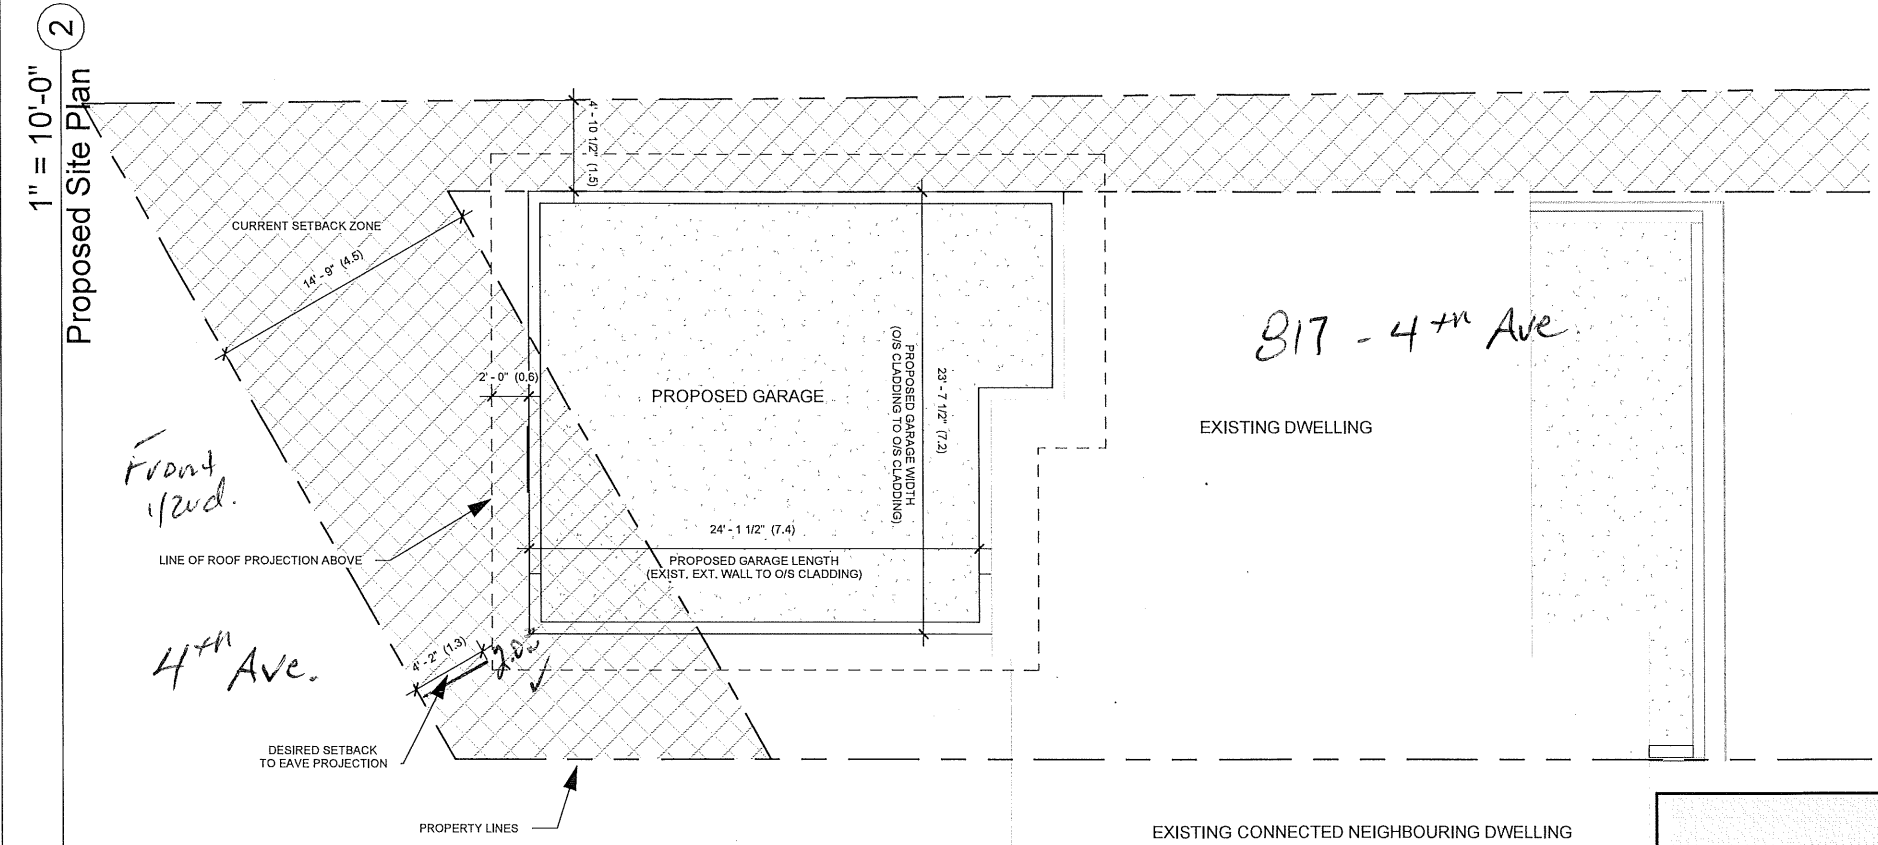 2
1" = 10'-0"
Proposed Site Plan
4' - 10 1/2" (1.5)
CURRENT SETBACK ZONE
14' - 9" (4.5)
2' - 0" (0.6)
PROPOSED GARAGE
PROPOSED GARAGE WIDTH
(O/S CLADDING TO O/S CLADDING)
23' - 7 1/2" (7.2)
817 - 4th Ave
EXISTING DWELLING
Front
LINE OF ROOF PROJECTION ABOVE
24' - 1 1/2" (7.4)
PROPOSED GARAGE LENGTH
(EXIST. EXT. WALL TO O/S CLADDING)
4th Ave.
4' - 2" (1.3)
DESIRED SETBACK
TO EAVE PROJECTION
PROPERTY LINES
EXISTING CONNECTED NEIGHBOURING DWELLING